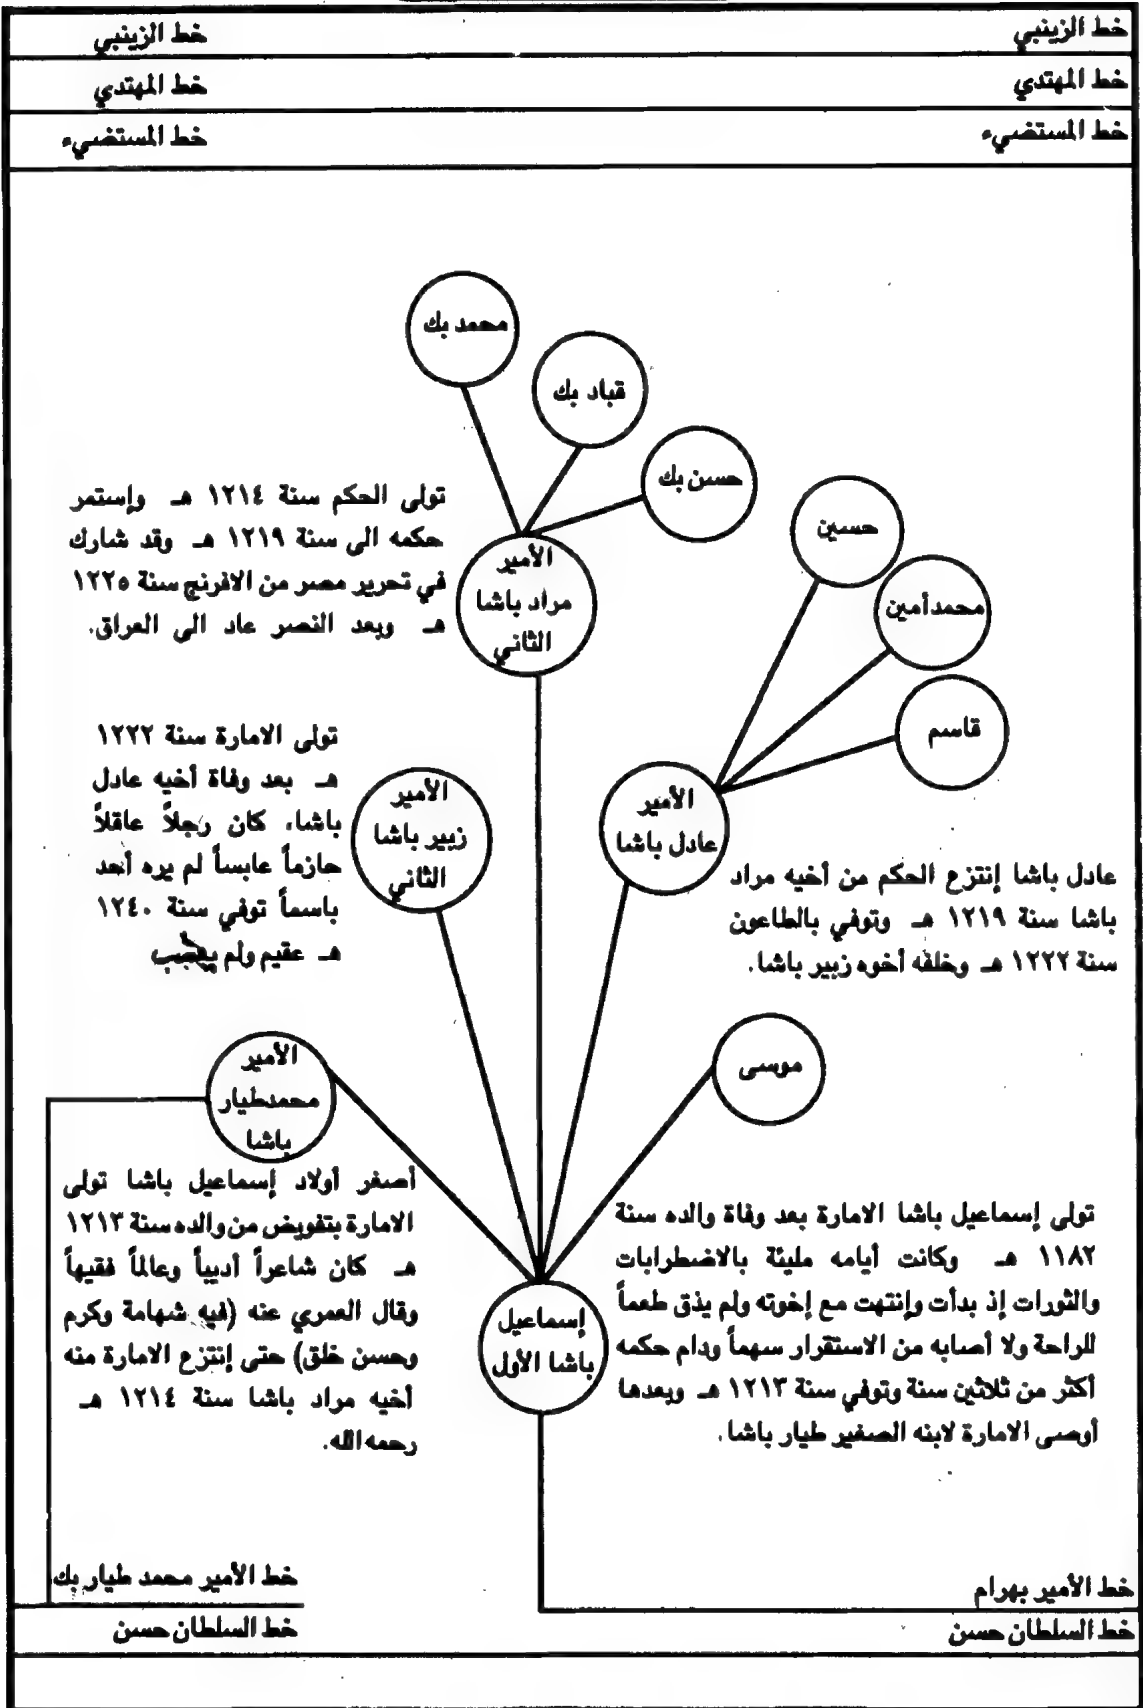 خط الزينبي
خط الزينبي
خط المهتدي
خط المهتدي
خط المستضيء
خط المستضيء
محمد بك
قباد بك
حسن بك
حسين
محمد أمين
قاسم
الأمير
مراد باشا
الثاني
تولى الحكم سنة ١٢١٤ هـ وإستمر
حكمه الى سنة ١٢١٩ هـ وقد شارك
في تحرير مصر من الافرنج سنة ١٢٢٥
هـ وبعد النصر عاد الى العراق.
الأمير
عادل باشا
عادل باشا إنتزع الحكم من أخيه مراد
باشا سنة ١٢١٩ هـ وتوفي بالطاعون
سنة ١٢٢٢ هـ وخلفه أخوه زبير باشا.
الأمير
زبير باشا
الثاني
تولى الامارة سنة ١٢٢٢
هـ بعد وفاة أخيه عادل
باشا، كان رجلاً عاقلاً
حازماً عابساً لم يره أحد
باسماً توفي سنة ١٢٤٠
هـ عقيم ولم يعقب
موسى
الأمير
محمد طيار
باشا
أصغر أولاد إسماعيل باشا تولى
الامارة بتفويض من والده سنة ١٢١٣
هـ كان شاعراً أديباً وعالماً فقيهاً
وقال العمري عنه (فيه شهامة وكرم
وحسن خلق) حتى إنتزع الامارة منه
أخيه مراد باشا سنة ١٢١٤ هـ
رحمه الله.
إسماعيل
باشا الأول
تولى إسماعيل باشا الامارة بعد وفاة والده سنة
١١٨٢ هـ وكانت أيامه مليئة بالاضطرابات
والثورات إذ بدأت وإنتهت مع إخوته ولم يذق طعماً
للراحة ولا أصابه من الاستقرار سهماً ودام حكمه
أكثر من ثلاثين سنة وتوفي سنة ١٢١٣ هـ وبعدها
أوصى الامارة لابنه الصغير طيار باشا.
خط الأمير بهرام
خط الأمير محمد طيار بك
خط السلطان حسن
خط السلطان حسن